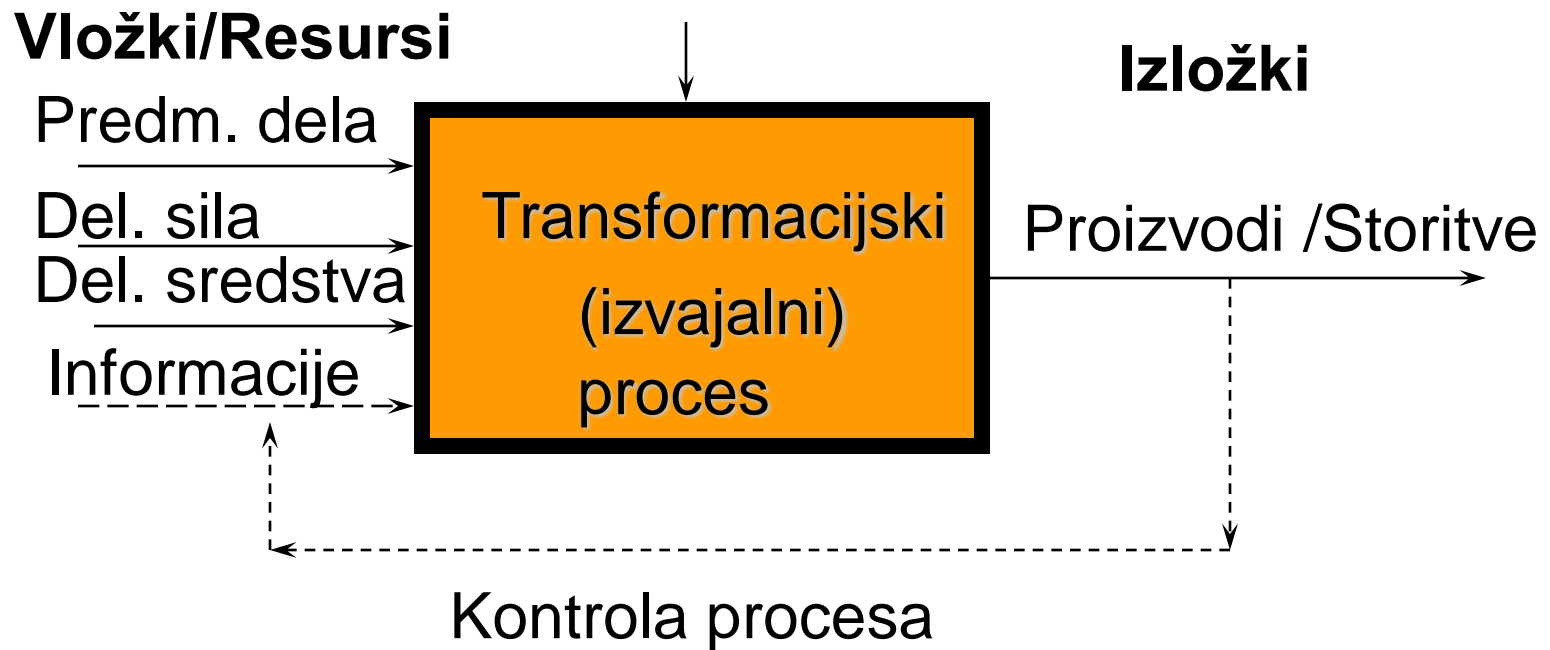 Vložki/Resursi
Izložki
Predm. dela
Del. sila
Del. sredstva
Informacije
Transformacijski
(izvajalni)
proces
Proizvodi /Storitve
Kontrola procesa